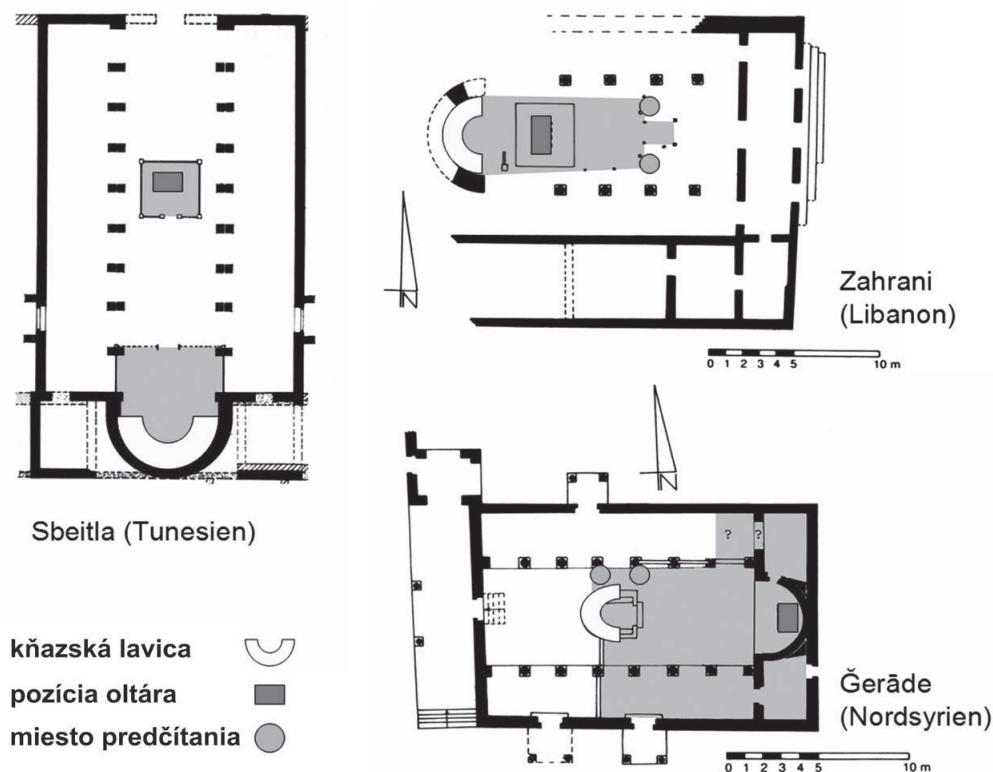 Sbeitla (Tunesien)
N
Zahrani
(Libanon)
0 1 2 3 4 5 10 m
N
? ?
Ğerāde
(Nordsyrien)
0 1 2 3 4 5 10 m
kňazská lavica
pozícia oltára
miesto predčítania